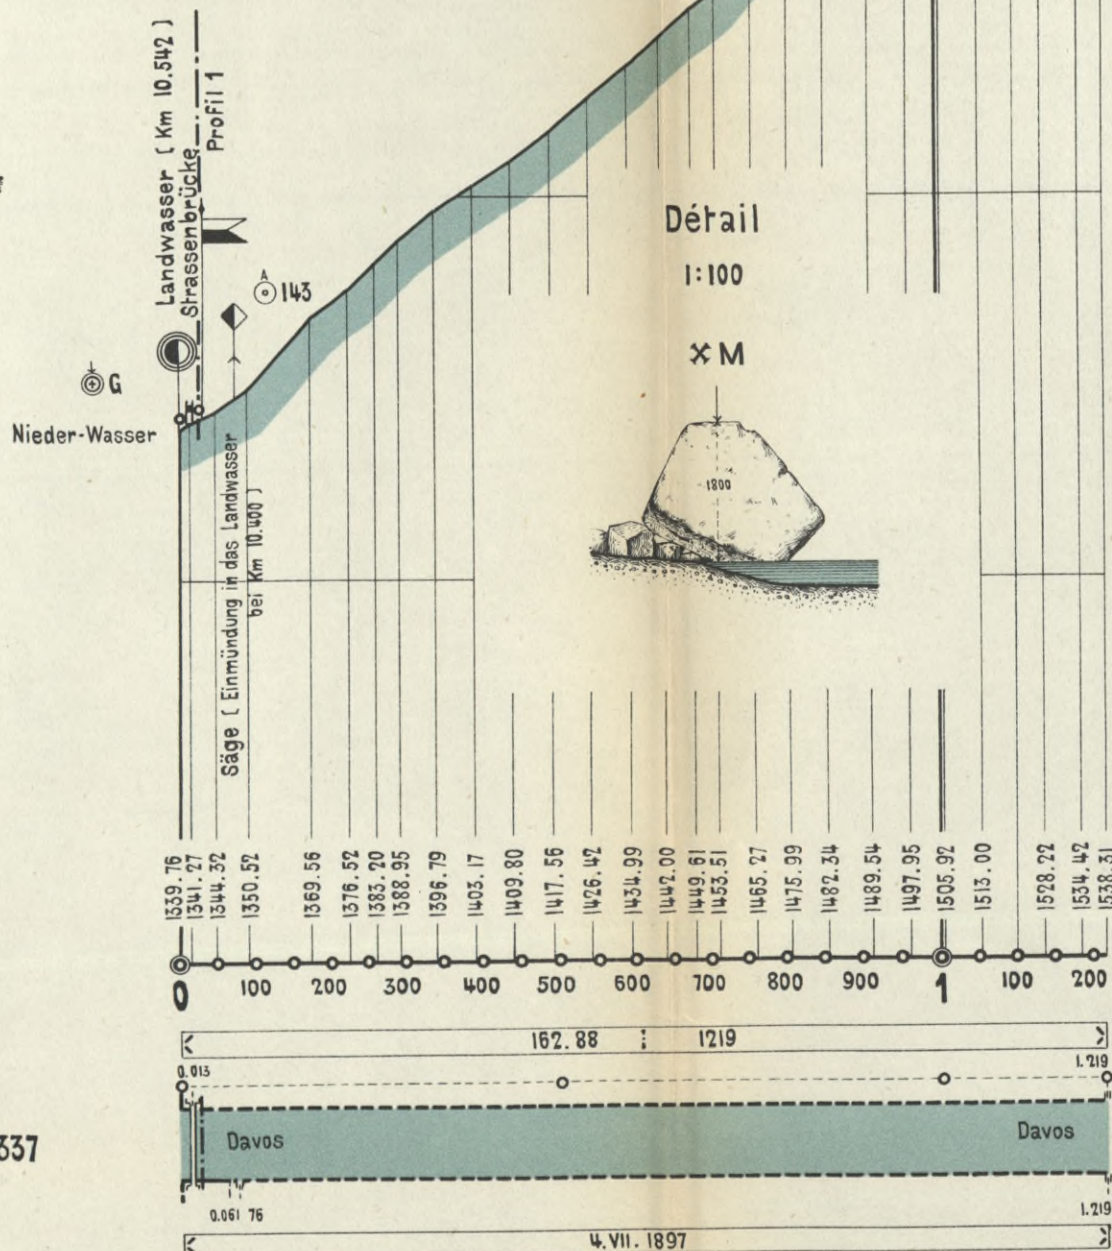 Landwasser ( Km 10.542 )
Strassenbrücke
Profil 1
A
143
G
Nieder-Wasser
Säge ( Einmündung in das Landwasser
bei Km 10.400 )
Détail
1:100
M
1800
1339.76
1341.27
1344.32
1350.52
1369.56
1376.52
1383.20
1388.95
1396.79
1403.17
1409.80
1417.56
1426.42
1434.99
1442.00
1449.61
1453.51
1465.27
1475.99
1482.34
1489.54
1497.95
1505.92
1513.00
1528.22
1534.42
1538.31
0 100 200 300 400 500 600 700 800 900 1 100 200
162.88 : 1219
0.013 1.219
337
Davos Davos
0.061 76 1.219
4.VII.1897